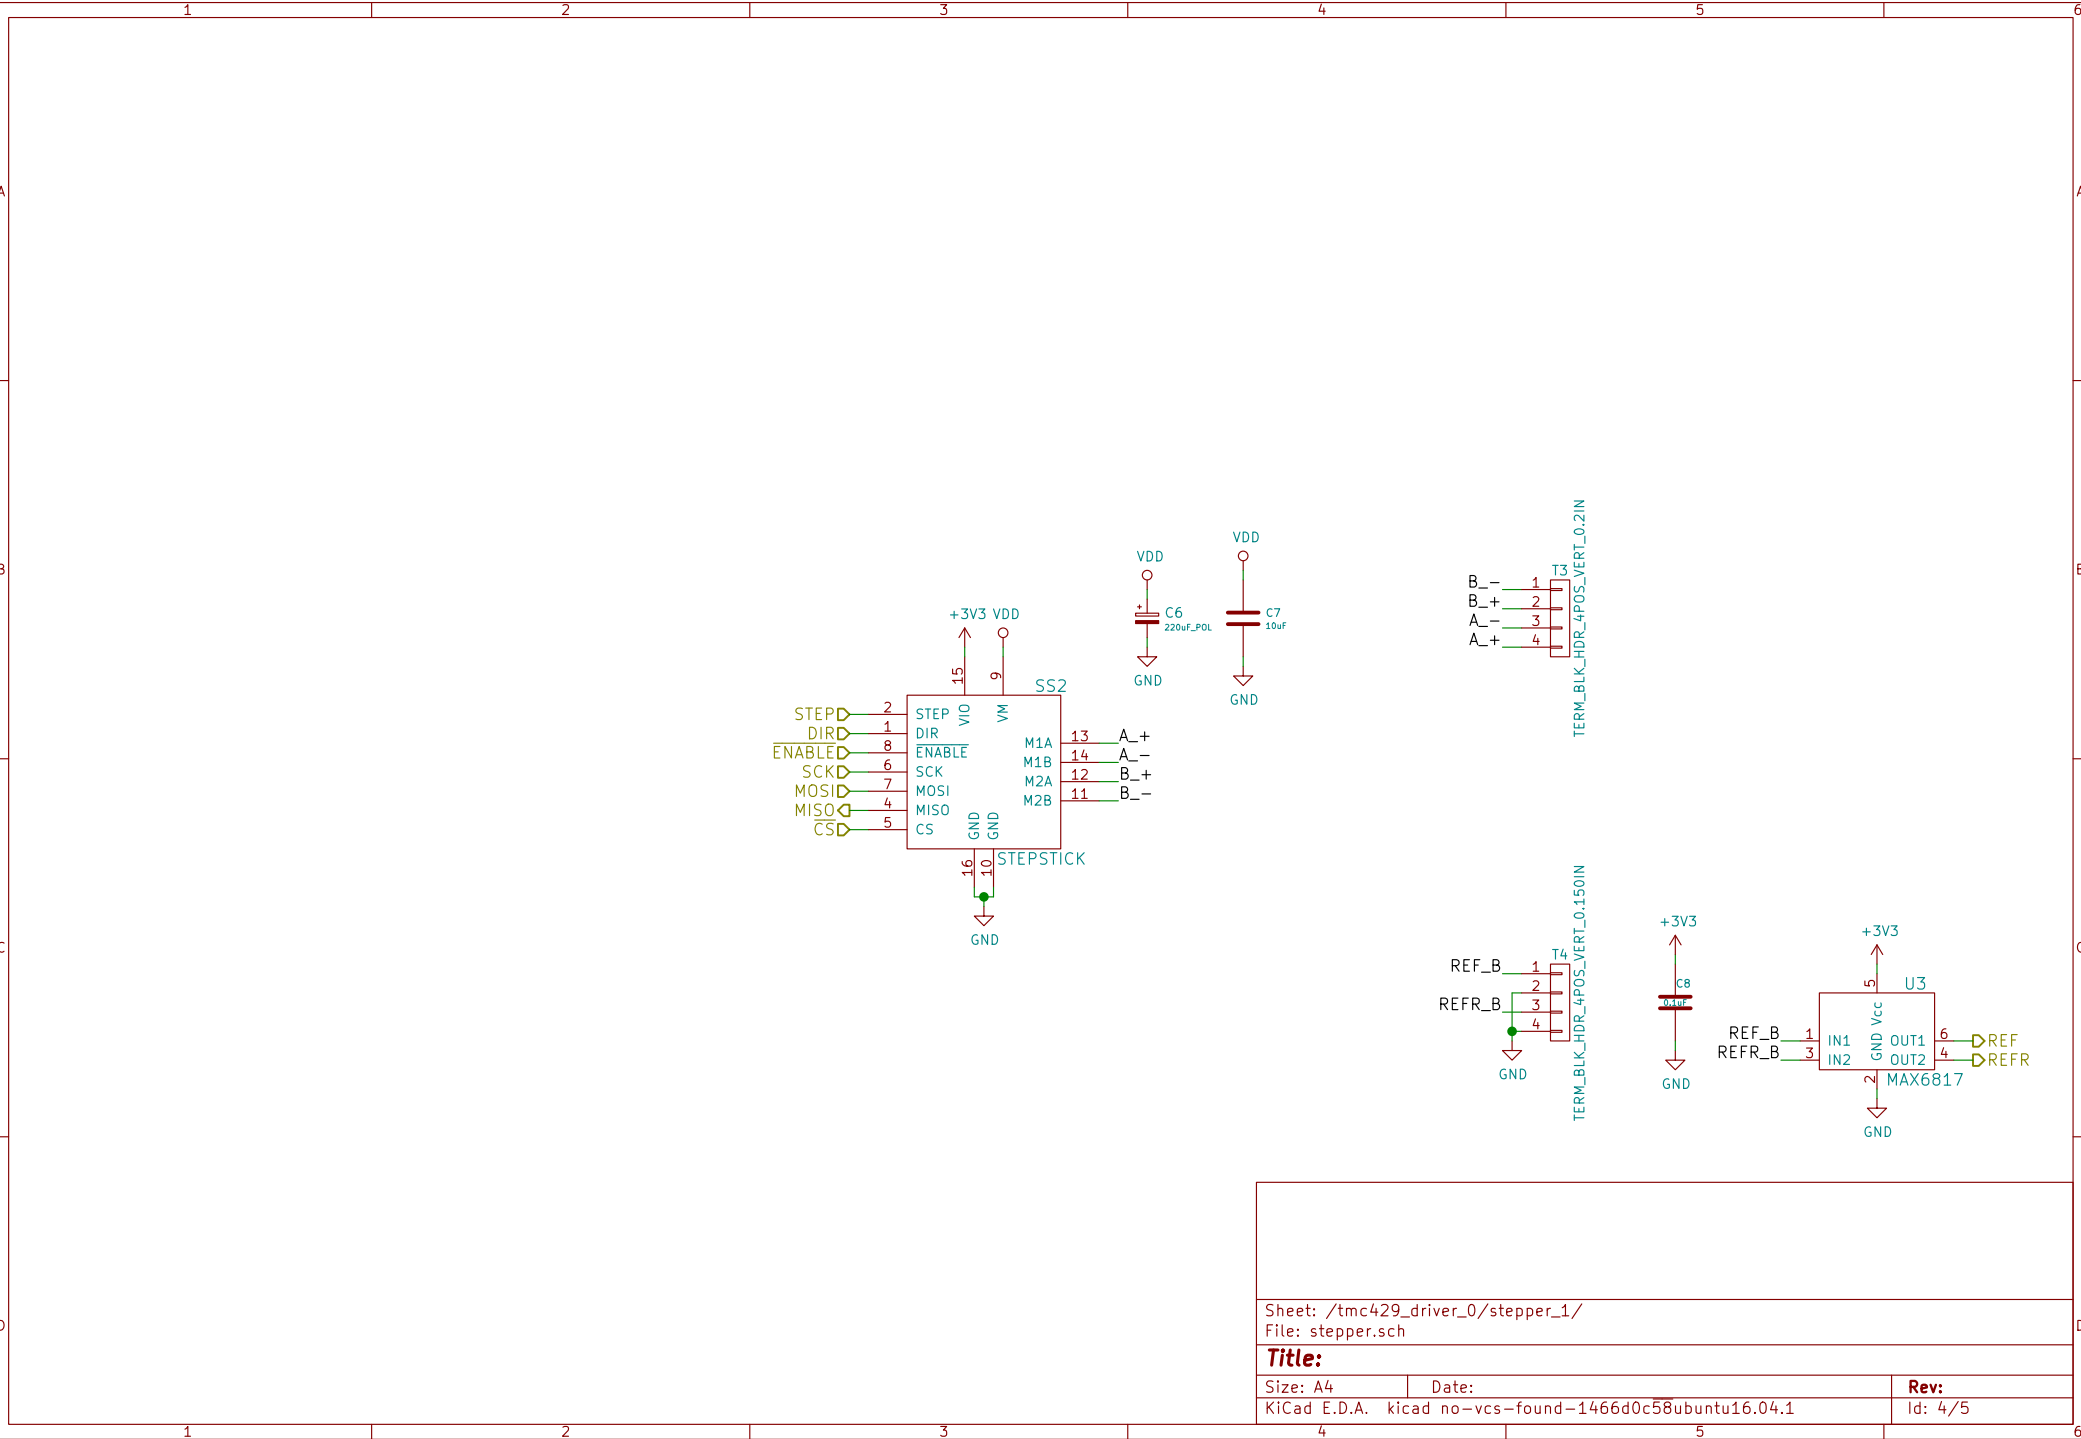 1 2 3 4 5 6
A A
B B
C C
D D
VDD
C6
220uF_POL
GND
VDD
C7
10uF
GND
T3
TERM_BLK_HDR_4POS_VERT_0.2IN
B_- 1
B_+ 2
A_- 3
A_+ 4
+3V3 VDD
15 9
SS2
VIO VM
STEP 2 STEP
DIR 1 DIR
ENABLE 8 ENABLE
SCK 6 SCK
MOSI 7 MOSI
MISO 4 MISO
CS 5 CS
M1A 13 A_+
M1B 14 A_-
M2A 12 B_+
M2B 11 B_-
GND GND
16 10
STEPSTICK
GND
T4
TERM_BLK_HDR_4POS_VERT_0.150IN
REF_B 1
2
REFR_B 3
4
GND
+3V3
C8
0.1uF
GND
+3V3
5
U3
GND Vcc
REF_B 1 IN1 OUT1 6 REF
REFR_B 3 IN2 OUT2 4 REFR
2
MAX6817
GND
Sheet: /tmc429_driver_0/stepper_1/
File: stepper.sch
Title:
Size: A4 Date: Rev:
KiCad E.D.A. kicad no-vcs-found-1466d0c58ubuntu16.04.1 Id: 4/5
1 2 3 4 5 6